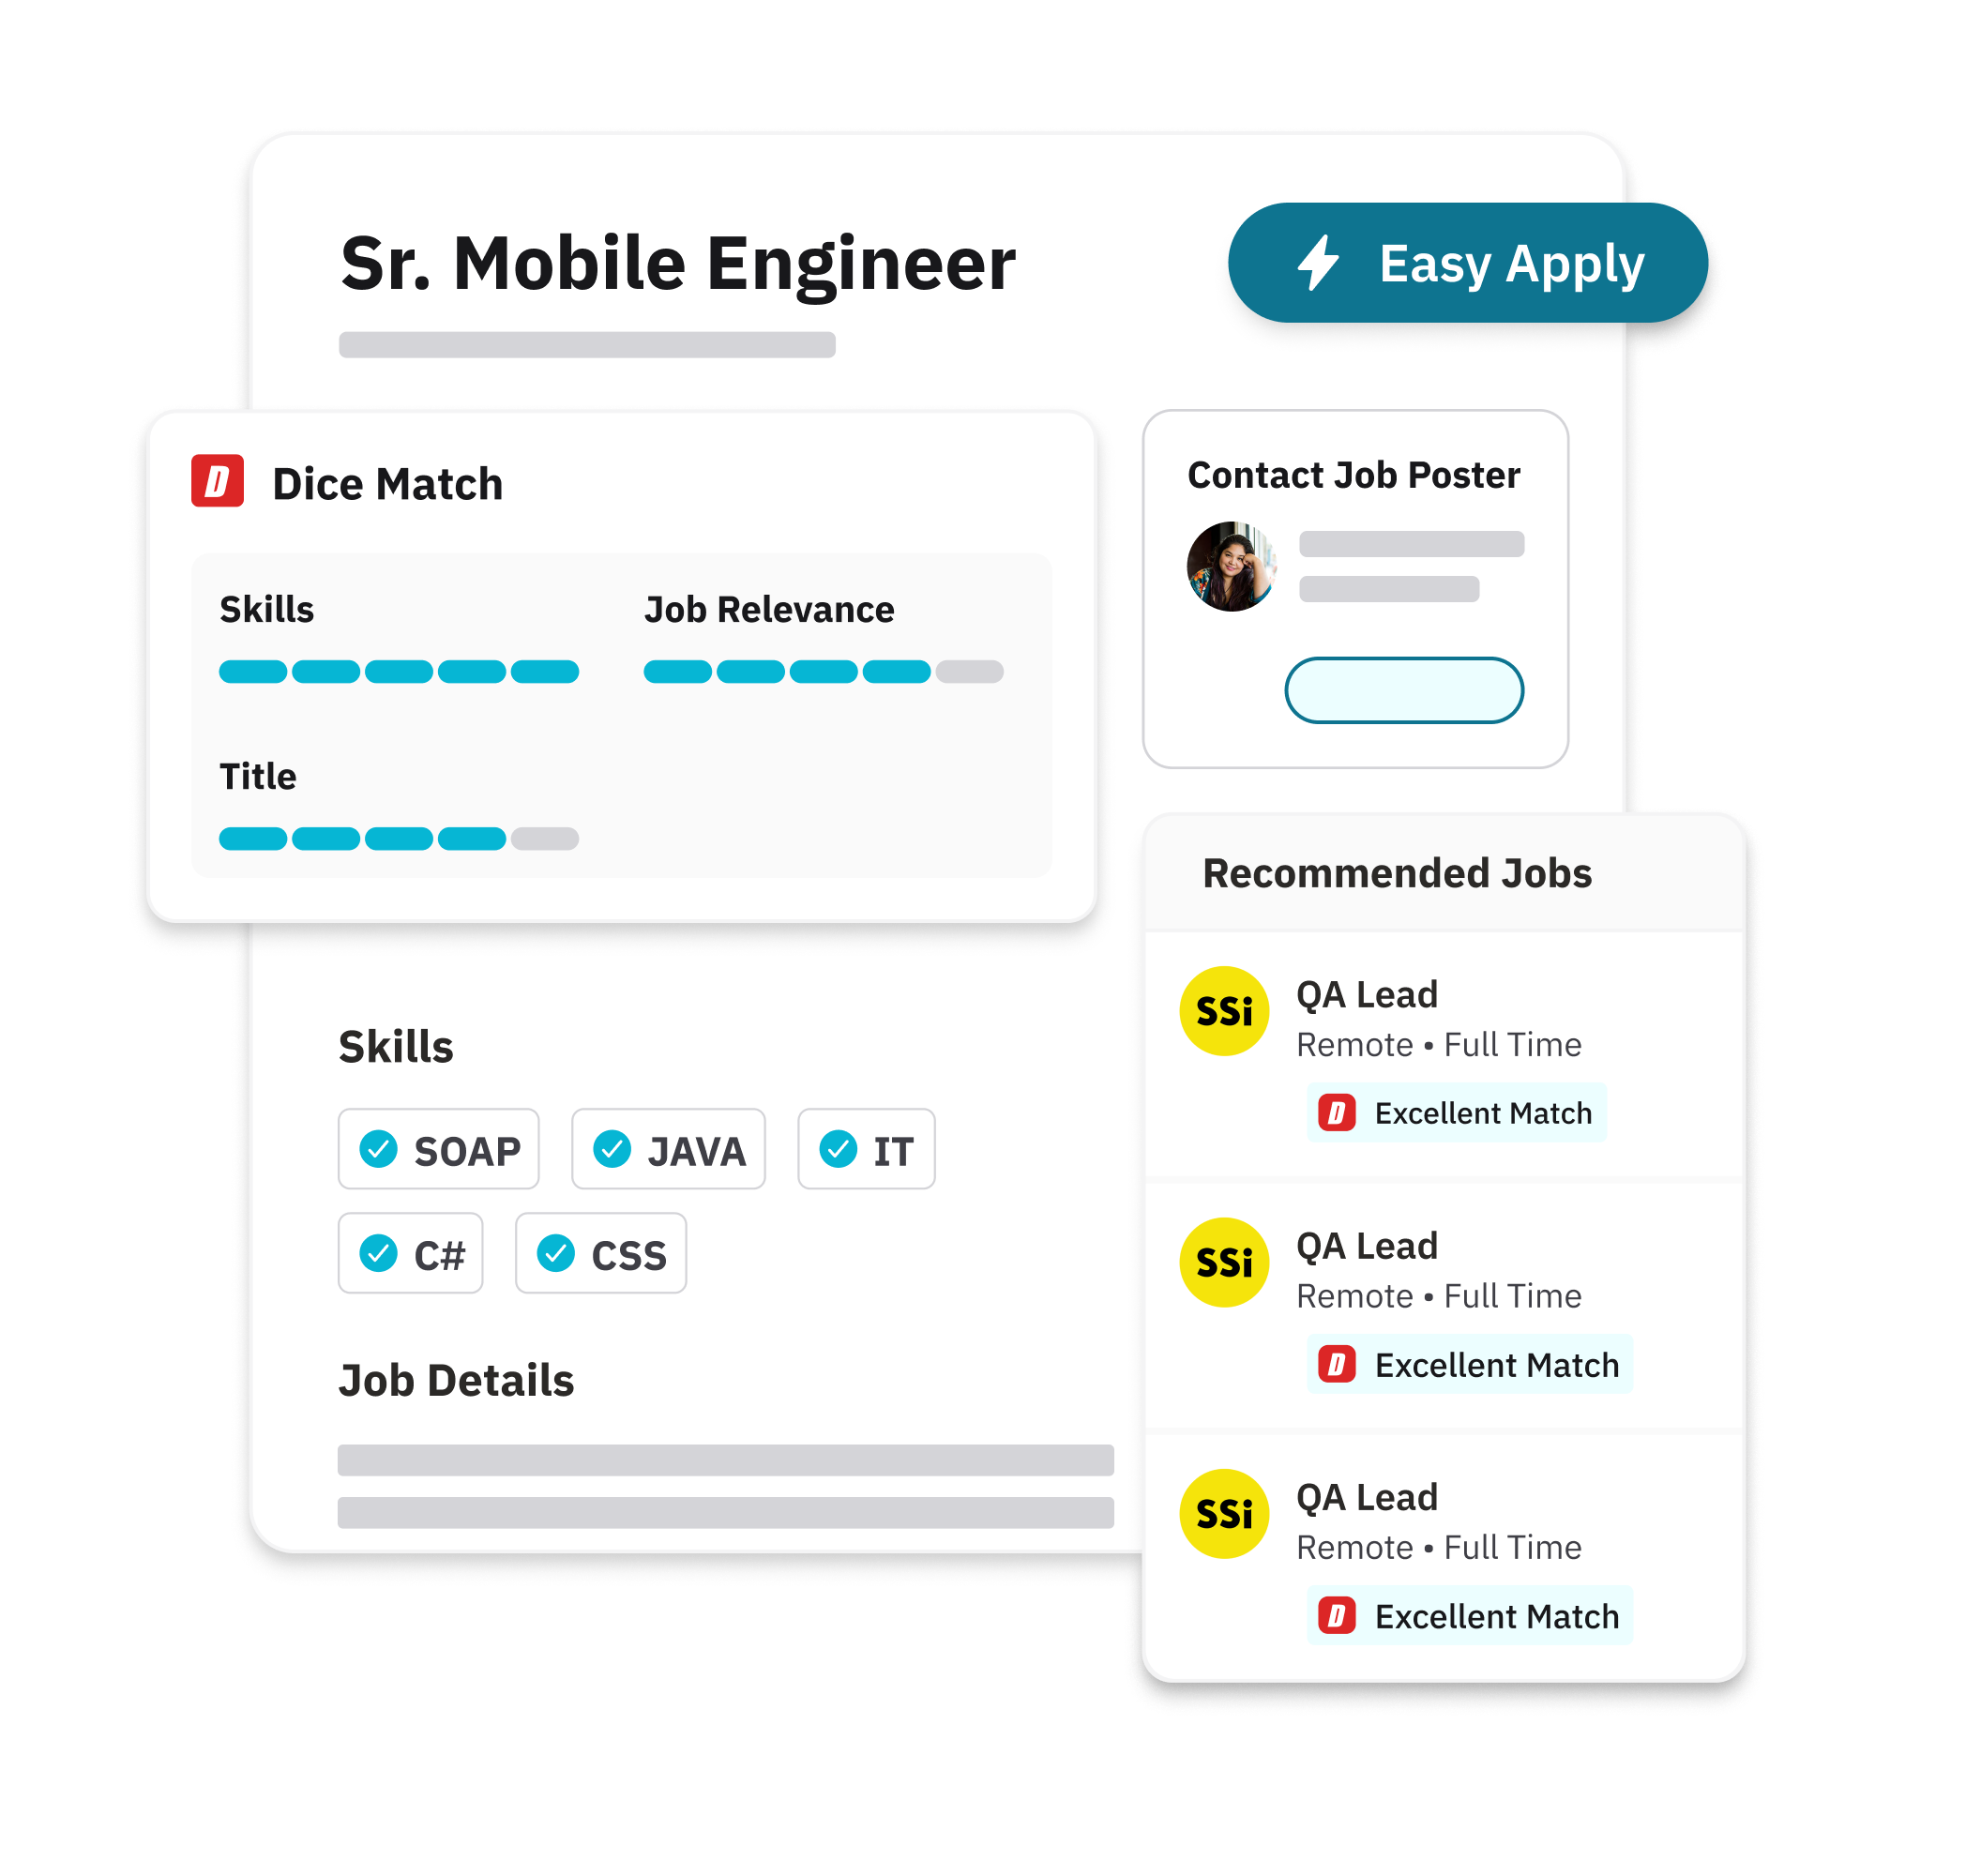 Sr. Mobile Engineer
Easy Apply
D Dice Match
Skills
Job Relevance
Title
Contact Job Poster
Skills
SOAP
JAVA
IT
C#
CSS
Job Details
Recommended Jobs
SSi
QA Lead
Remote • Full Time
D Excellent Match
SSi
QA Lead
Remote • Full Time
D Excellent Match
SSi
QA Lead
Remote • Full Time
D Excellent Match